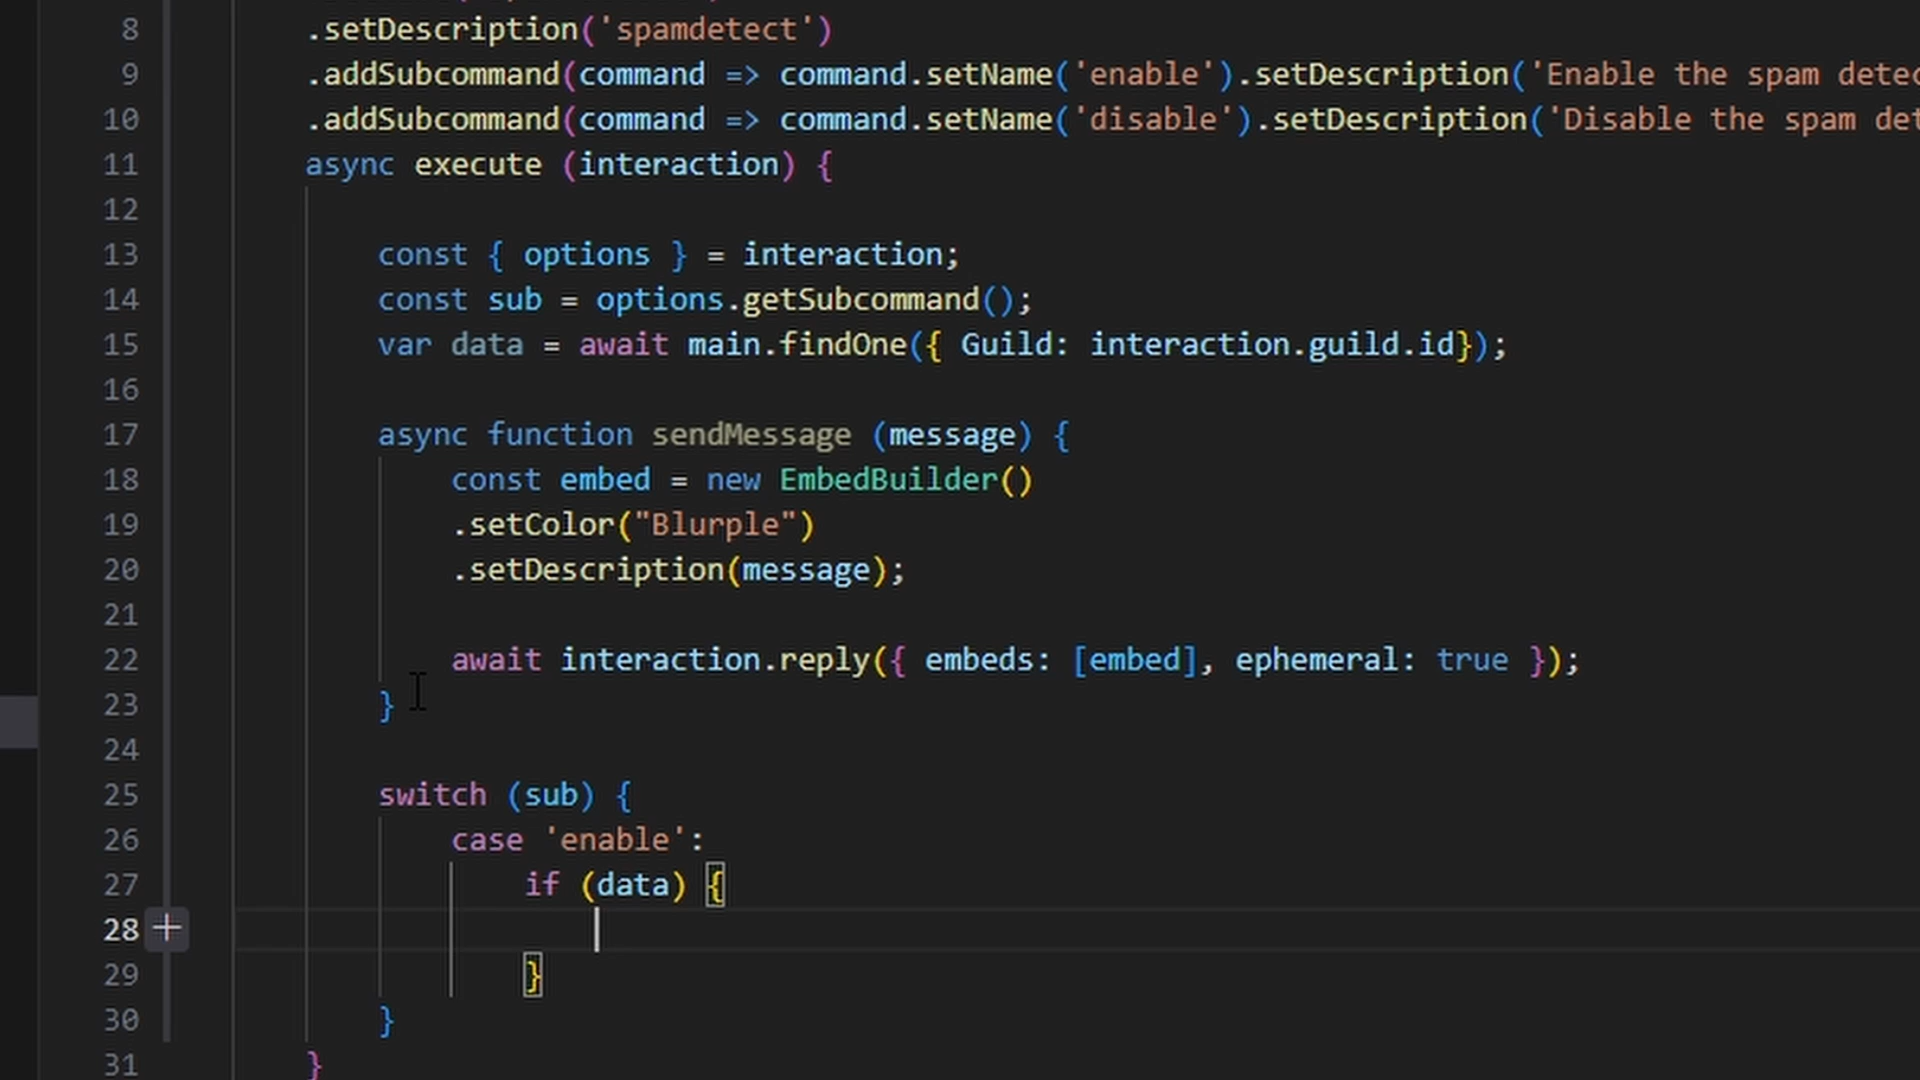 8 .setDescription('spamdetect')
9 .addSubcommand(command => command.setName('enable').setDescription('Enable the spam
10 .addSubcommand(command => command.setName('disable').setDescription('Disable the spam
11 async execute (interaction) {
12
13 const { options } = interaction;
14 const sub = options.getSubcommand();
15 var data = await main.findOne({ Guild: interaction.guild.id});
16
17 async function sendMessage (message) {
18 const embed = new EmbedBuilder()
19 .setColor("Blurple")
20 .setDescription(message);
21
22 await interaction.reply({ embeds: [embed], ephemeral: true });
23 }
24
25 switch (sub) {
26 case 'enable':
27 if (data) {
28
29 }
30 }
31 }